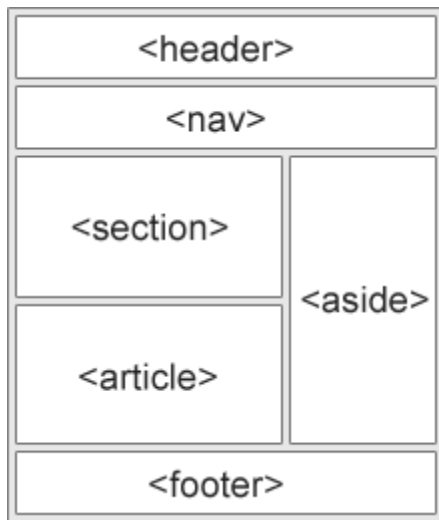 <header>
<nav>
<section>
<aside>
<article>
<footer>